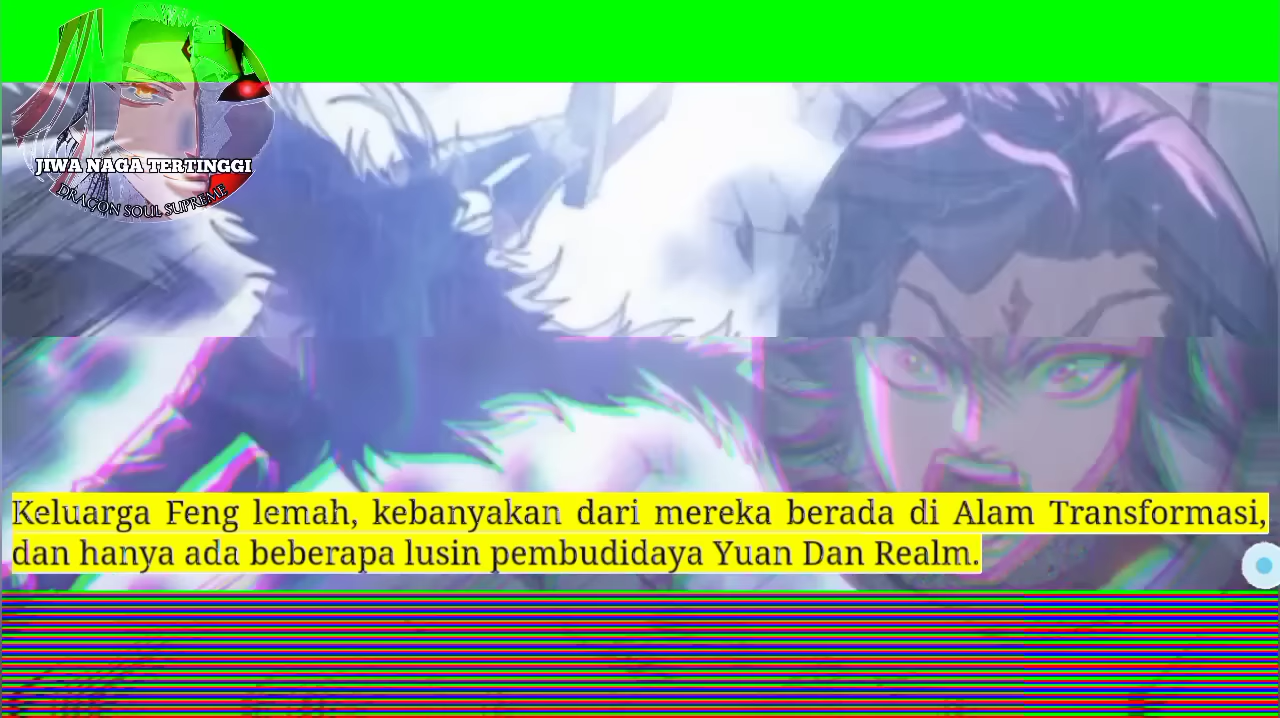 JIWA NAGA TERTINGGI
DRAGON SOUL SUPREME
Keluarga Feng lemah, kebanyakan dari mereka berada di Alam Transformasi,
dan hanya ada beberapa lusin pembudidaya Yuan Dan Realm.